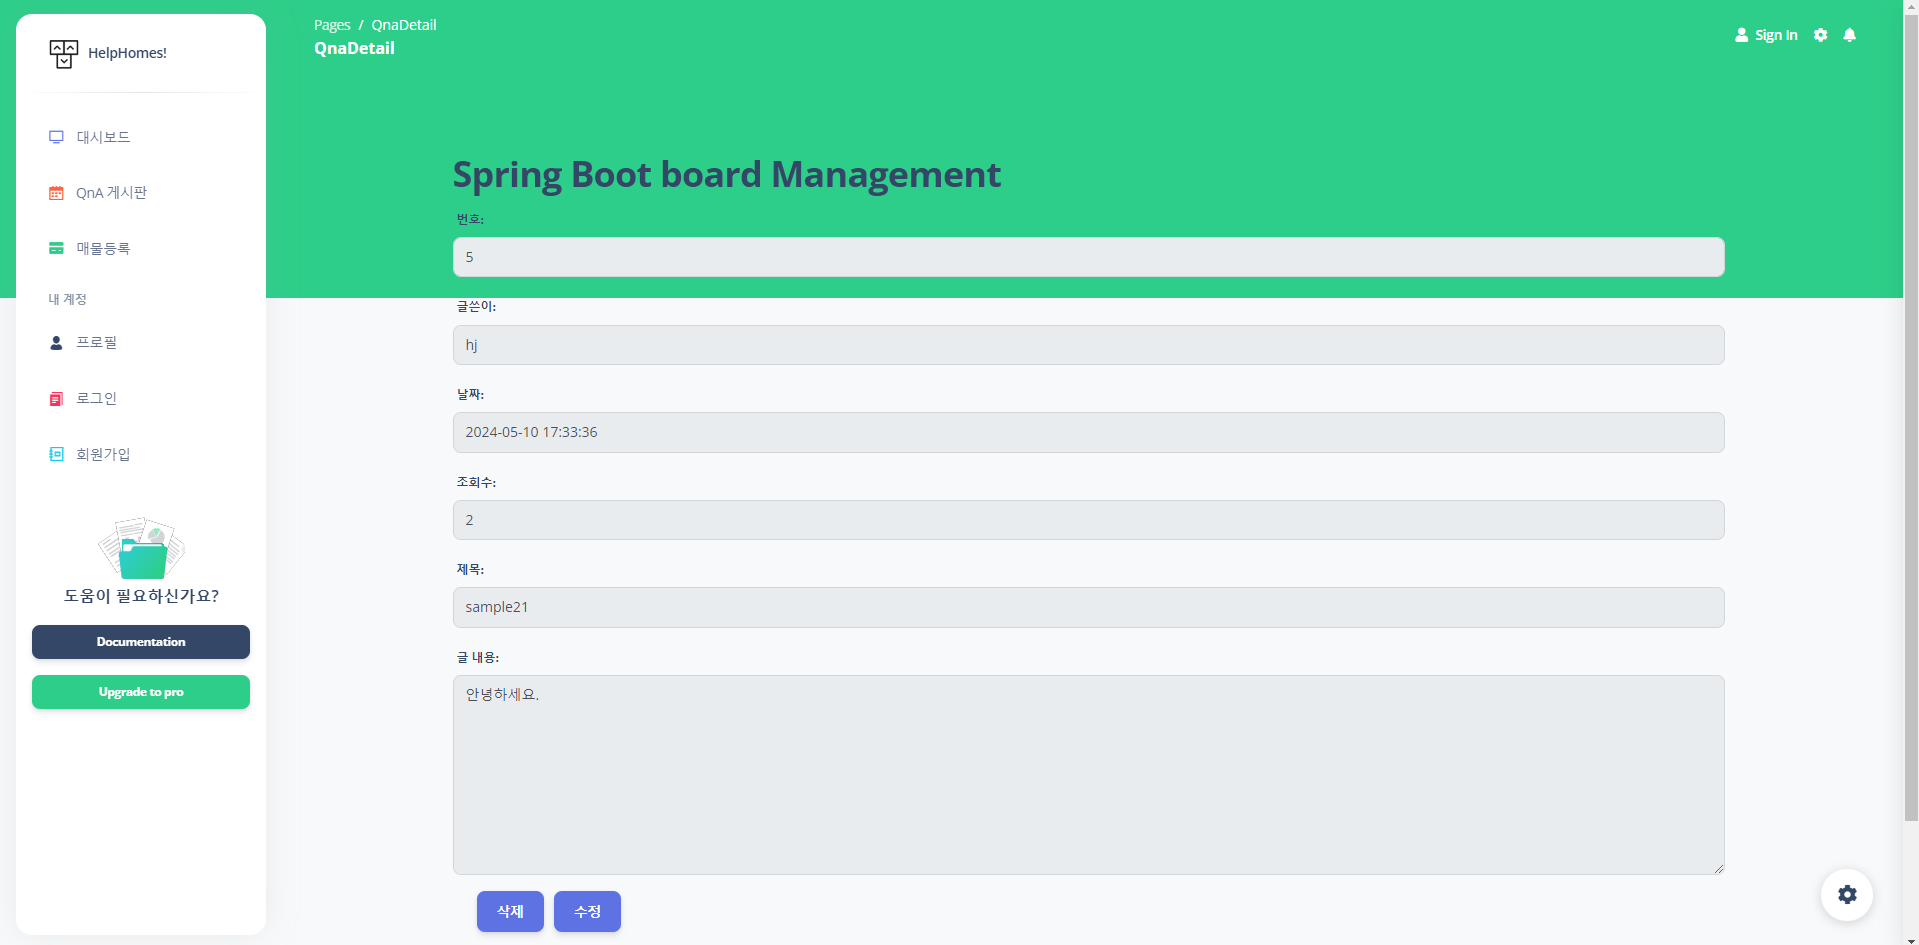 HelpHomes!
대시보드
QnA 게시판
매물등록
내 계정
프로필
로그인
회원가입
도움이 필요하신가요?
Documentation
Upgrade to pro
Pages / QnaDetail
QnaDetail
Sign In
Spring Boot board Management
번호:
5
글쓴이:
hj
날짜:
2024-05-10 17:33:36
조회수:
2
제목:
sample21
글 내용:
안녕하세요.
삭제 수정